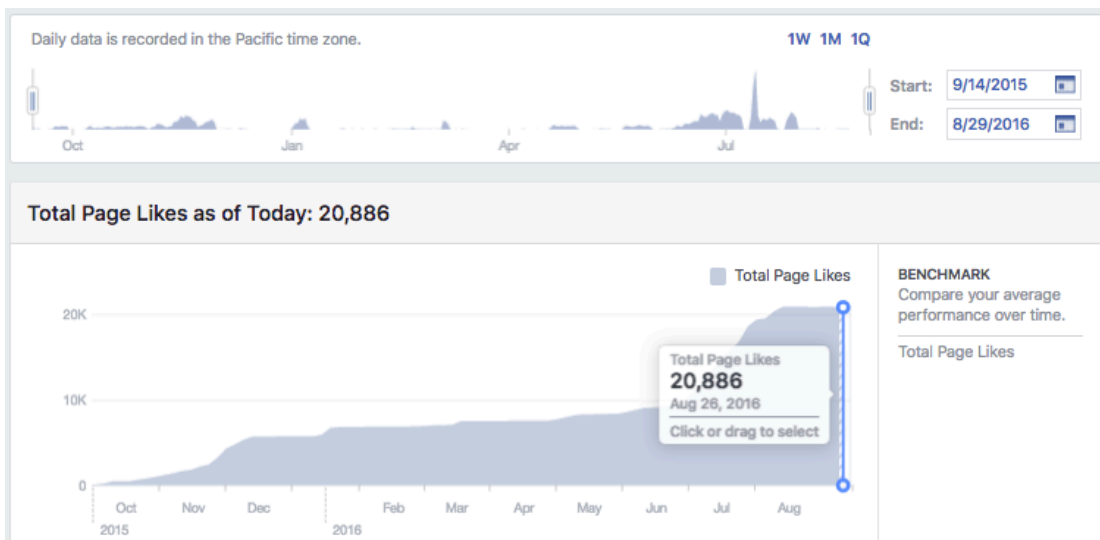 Daily data is recorded in the Pacific time zone.
1W 1M 1Q
Start: 9/14/2015
End: 8/29/2016
Oct Jan Apr Jul
Total Page Likes as of Today: 20,886
Total Page Likes
BENCHMARK
Compare your average
performance over time.
Total Page Likes
20K
10K
0
Total Page Likes
20,886
Aug 26, 2016
Click or drag to select
Oct Nov Dec Feb Mar Apr May Jun Jul Aug
2015 2016